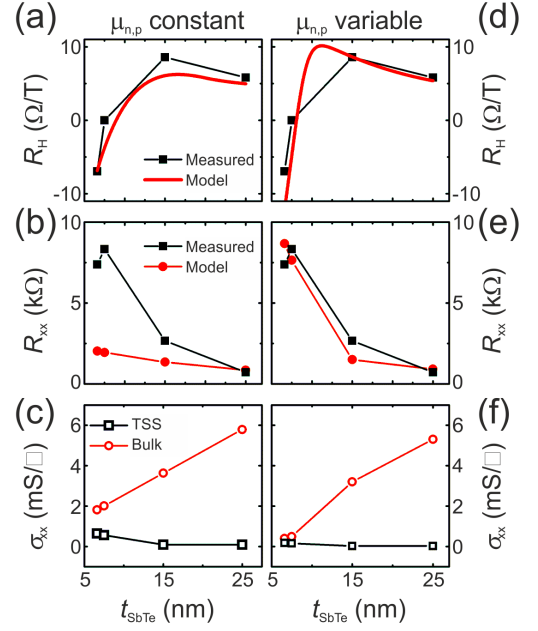 (a) μn,p constant
μn,p variable (d)
10
0
-10
RH (Ω/T)
Measured
Model
10
0
-10
RH (Ω/T)
(b)
10
5
0
Rxx (kΩ)
Measured
Model
(e)
10
5
0
Rxx (kΩ)
(c)
6
4
2
0
σxx (mS/□)
TSS
Bulk
5 15 25
tSbTe (nm)
(f)
6
4
2
0
σxx (mS/□)
5 15 25
tSbTe (nm)